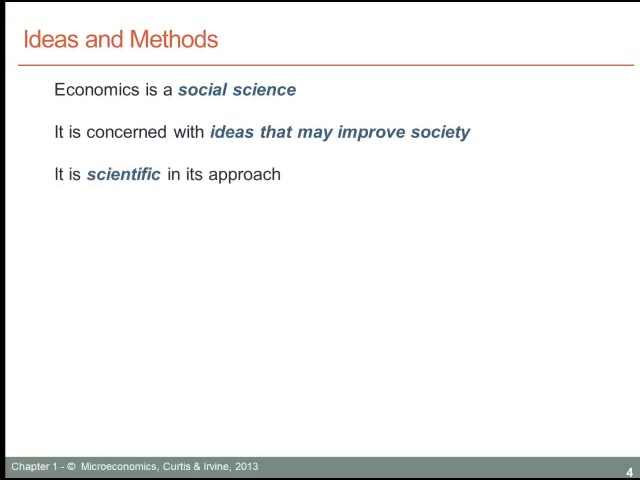 Ideas and Methods
Economics is a social science
It is concerned with ideas that may improve society
It is scientific in its approach
Chapter 1 - © Microeconomics, Curtis & Irvine, 2013
4